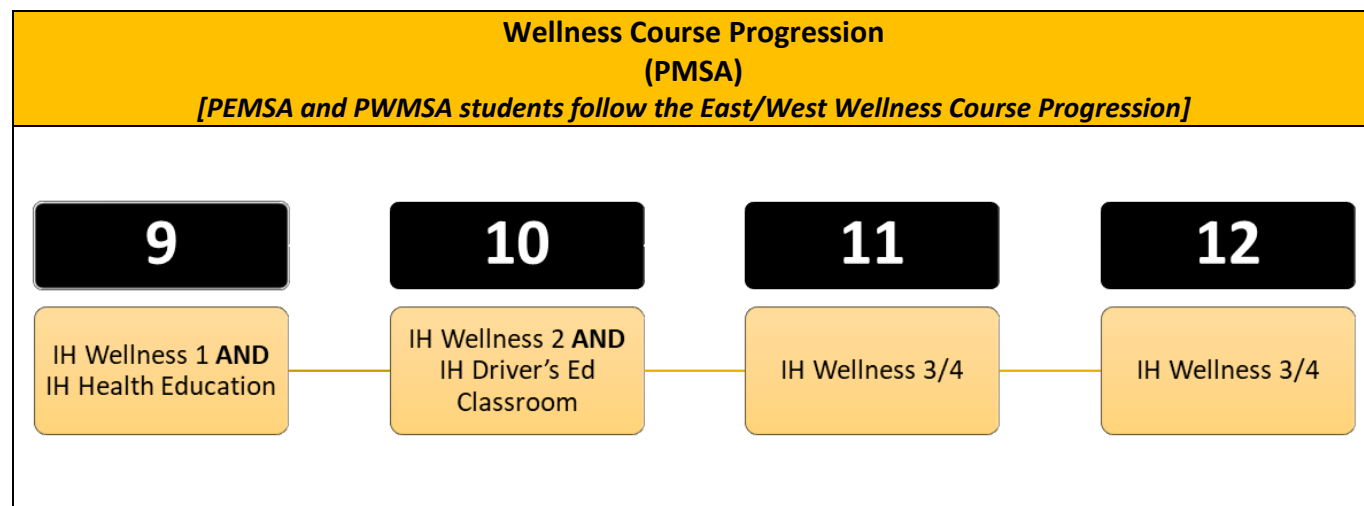 Wellness Course Progression
(PMSA)
[PEMSA and PWMSA students follow the East/West Wellness Course Progression]
9
10
11
12
IH Wellness 1 AND
IH Health Education
IH Wellness 2 AND
IH Driver’s Ed
Classroom
IH Wellness 3/4
IH Wellness 3/4